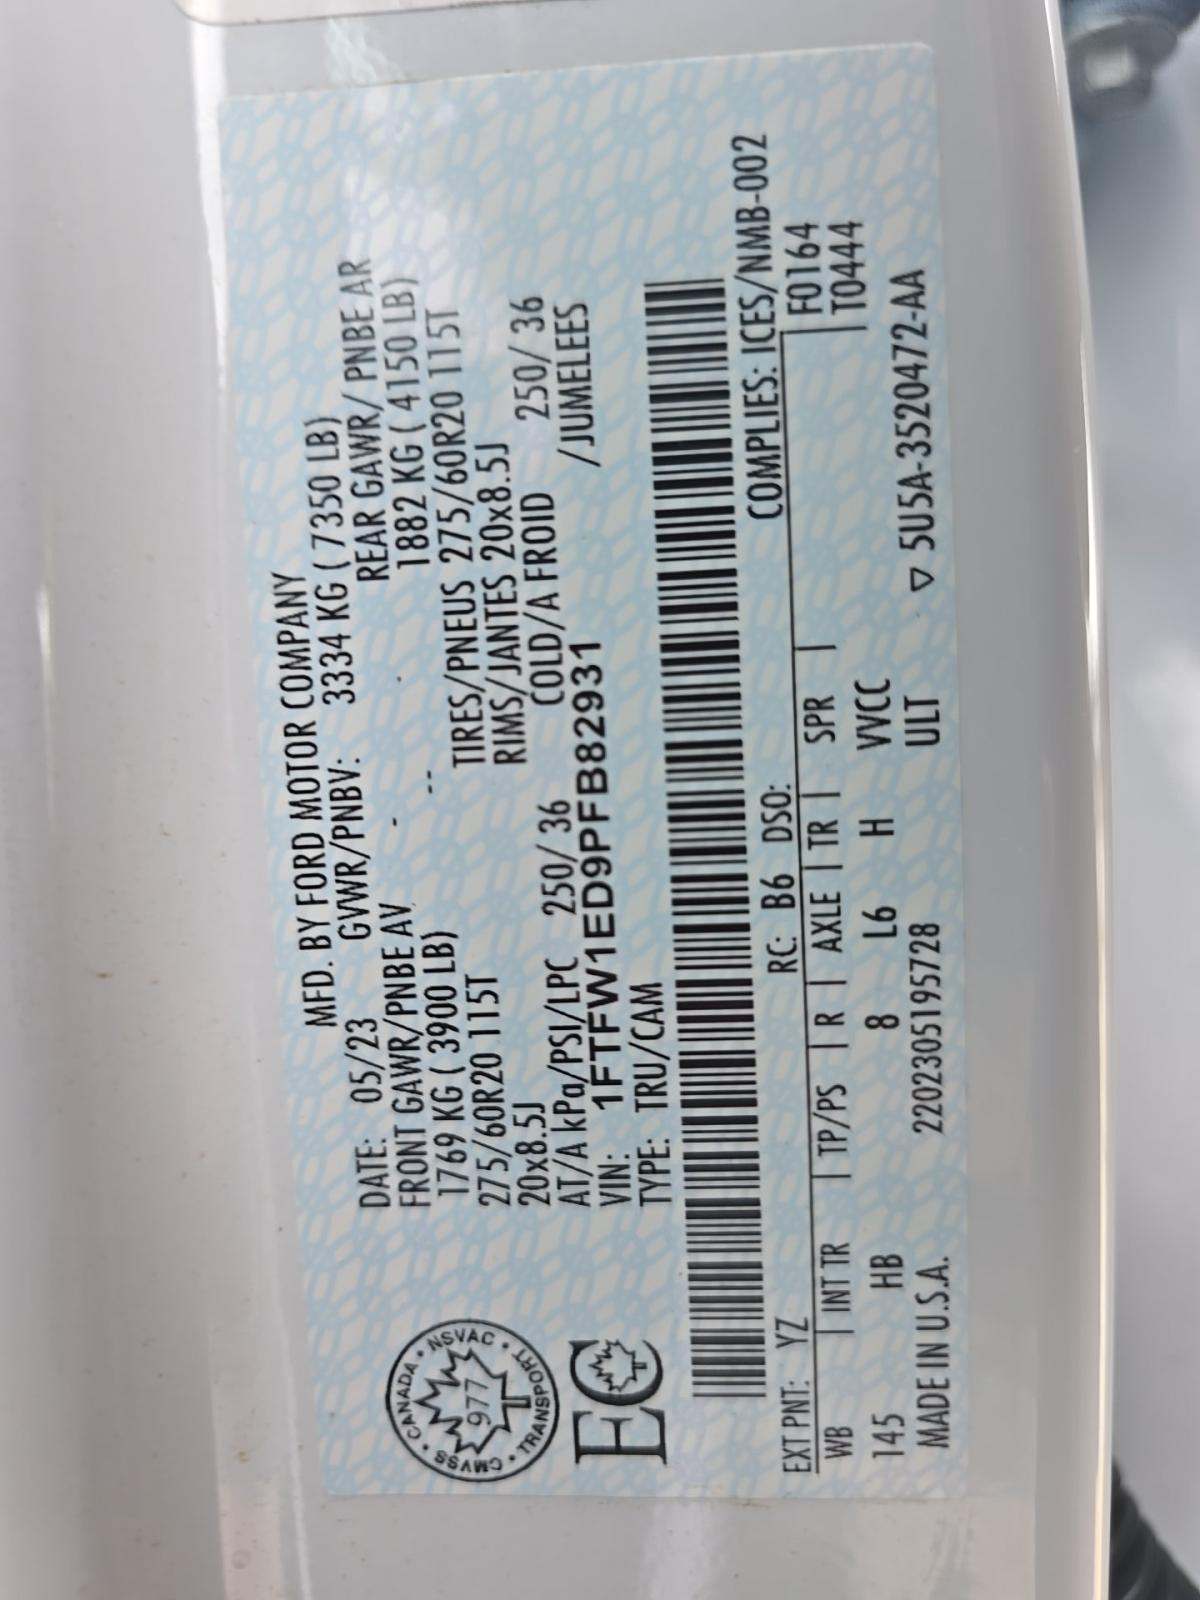 MFD. BY FORD MOTOR COMPANY
DATE: 05/23 GVWR/PNBV: 3334 KG ( 7350 LB)
FRONT GAWR/PNBE AV - REAR GAWR/ PNBE AR
1769 KG ( 3900 LB) -- 1882 KG ( 4150 LB)
275/60R20 115T TIRES/PNEUS 275/60R20 115T
20x8.5J RIMS/JANTES 20x8.5J
AT/A kPa/PSI/LPC 250/ 36 COLD/A FROID 250/ 36
VIN: 1FTFW1ED9PFB82931 /JUMELEES
TYPE: TRU/CAM
CANADA • NSVAC • TRANSPORT • CMVSS •
977
EC
COMPLIES: ICES/NMB-002
EXT PNT: YZ RC: B6 DSO: F0164
WB | INT TR | TP/PS | R | AXLE | TR | SPR | T0444
145 HB 8 L6 H VVCC
MADE IN U.S.A. 2202305195728 ULT ▽ 5U5A-3520472-AA